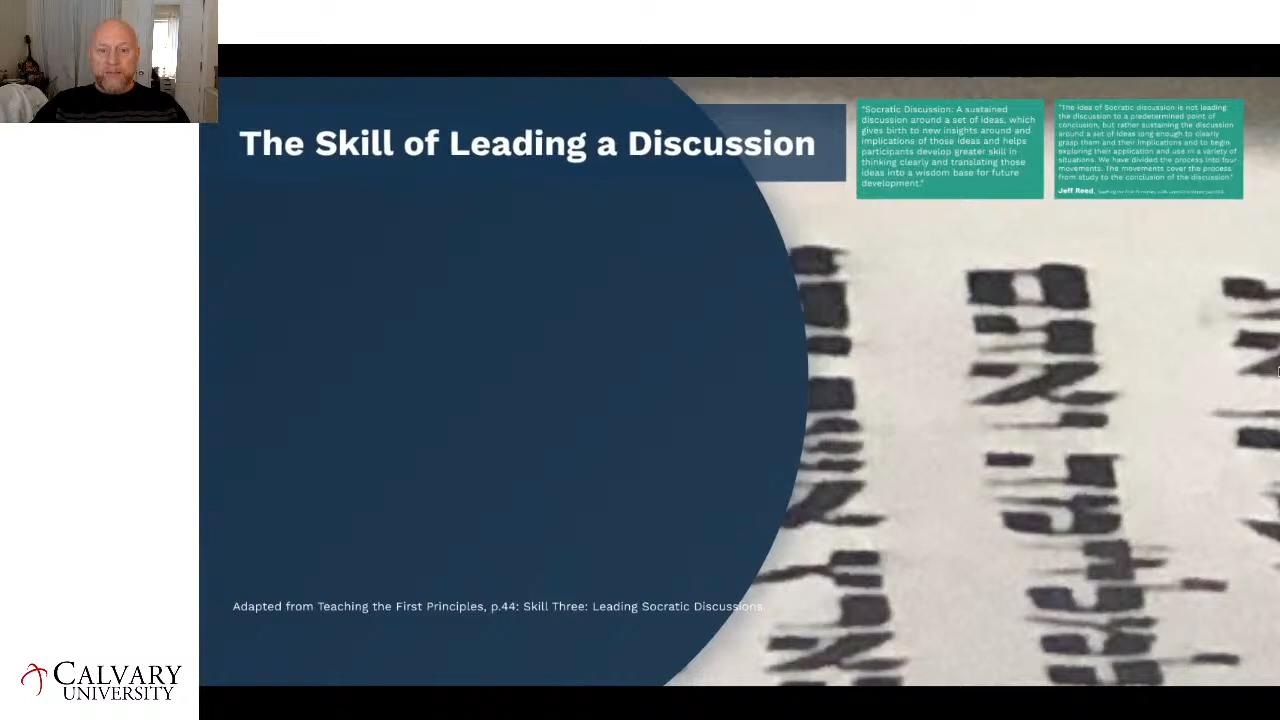 The Skill of Leading a Discussion
"Socratic Discussion: A sustained
discussion around a set of ideas, which
gives birth to new insights around and
implications of those ideas and helps
participants develop greater skill in
thinking clearly and translating those
ideas into a wisdom base for future
development."
"The idea of Socratic discussion is not leading
the discussion to a predetermined point of
conclusion, but rather sustaining the discussion
around a set of ideas long enough to clearly
grasp them and their implications and to begin
exploring their application and use in a variety of
situations. We have divided the process into four
movements. The movements cover the process
from study to the conclusion of the discussion."
Jeff Reed,
Adapted from Teaching the First Principles, p.44: Skill Three: Leading Socratic Discussions.
CALVARY
UNIVERSITY